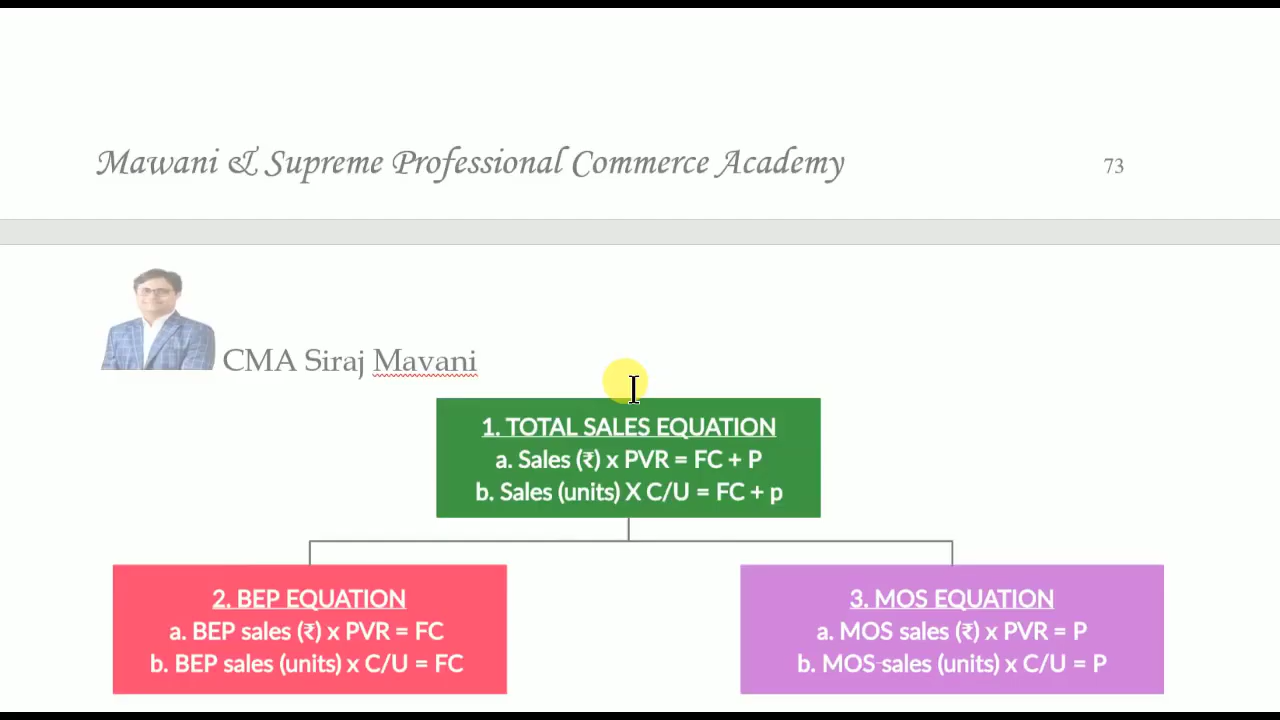 Mawani & Supreme Professional Commerce Academy 73
CMA Siraj Mavani
1. TOTAL SALES EQUATION
a. Sales (₹) x PVR = FC + P
b. Sales (units) X C/U = FC + p
2. BEP EQUATION
a. BEP sales (₹) x PVR = FC
b. BEP sales (units) x C/U = FC
3. MOS EQUATION
a. MOS sales (₹) x PVR = P
b. MOS sales (units) x C/U = P